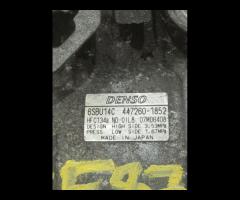 DENSO
6SBU14C 447260-1852
HFC134a ND-OIL8 07M06408
DESIGN HIGH SIDE 3.53MPa
PRESS. LOW SIDE 1.67MPa
MADE IN JAPAN